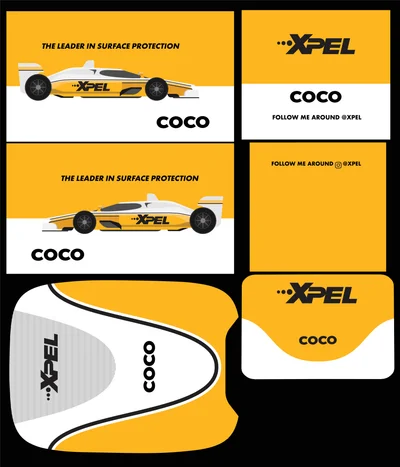 THE LEADER IN SURFACE PROTECTION
XPEL
COCO
XPEL
COCO
FOLLOW ME AROUND @XPEL
THE LEADER IN SURFACE PROTECTION
XPEL
COCO
FOLLOW ME AROUND @XPEL
XPEL
COCO
XPEL
COCO